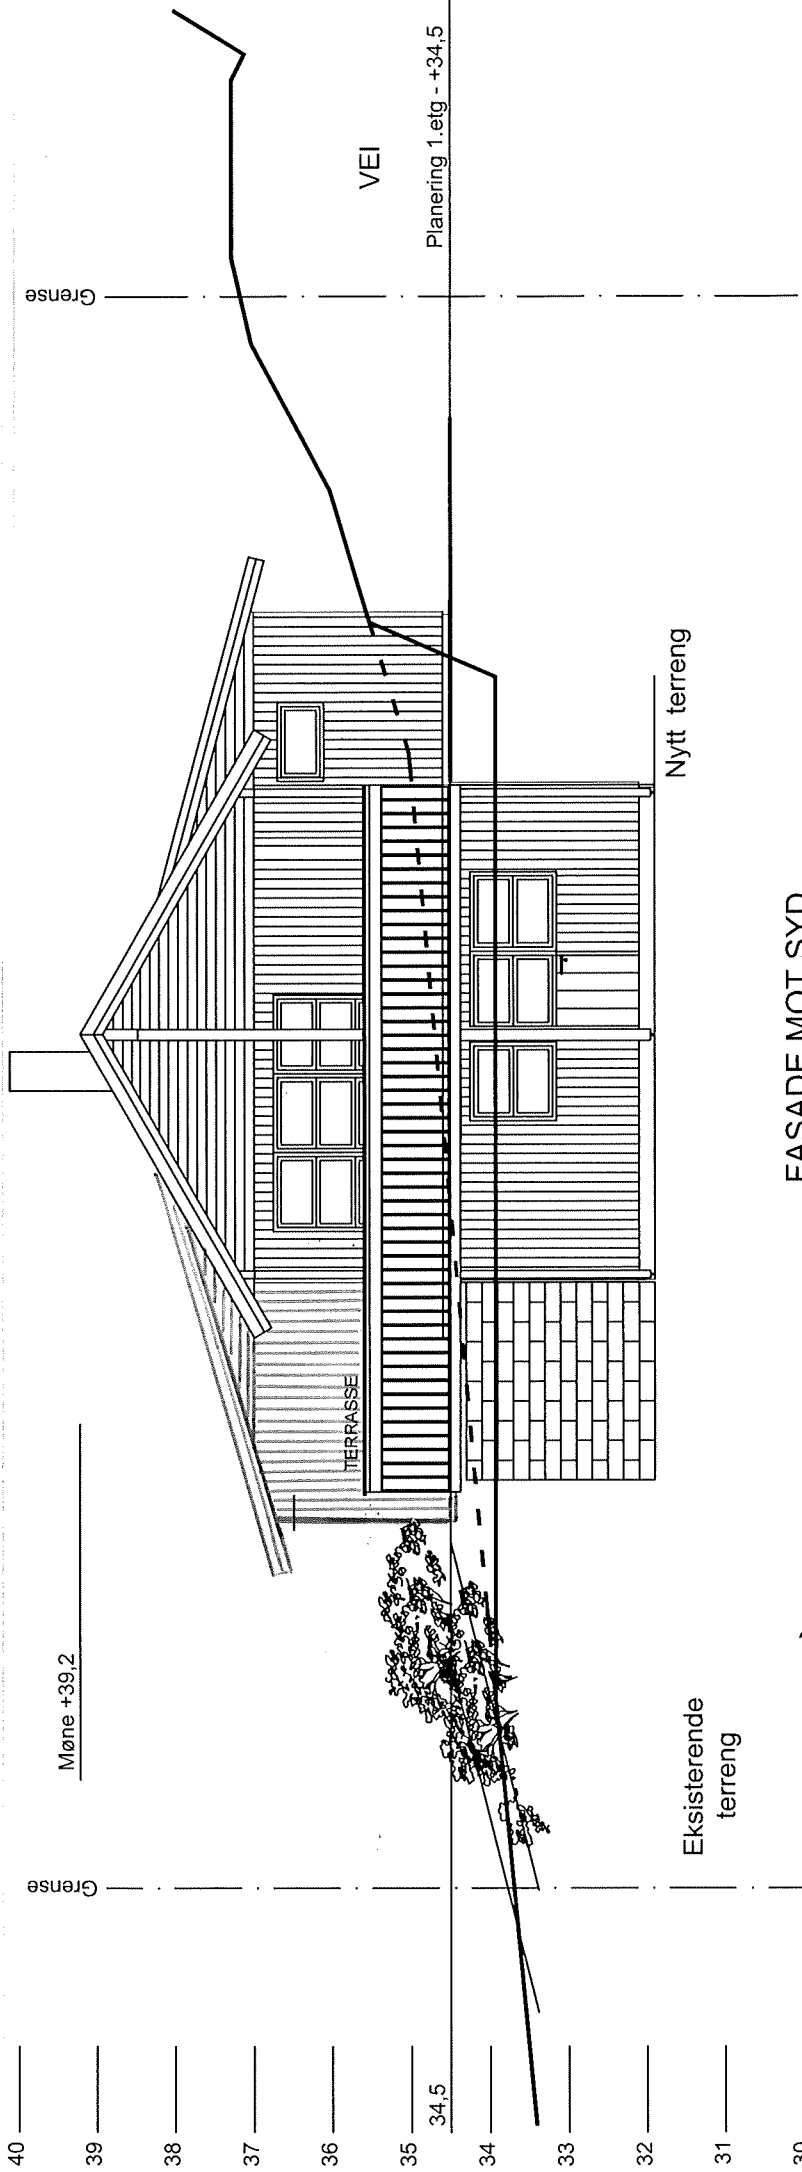 Grense
Grense
Møne +39,2
VEI
Planering 1.etg - +34,5
TERRASSE
Nytt terreng
Eksisterende
terreng
FASADE MOT SYD
40
39
38
37
36
35
34,5
34
33
32
31
30